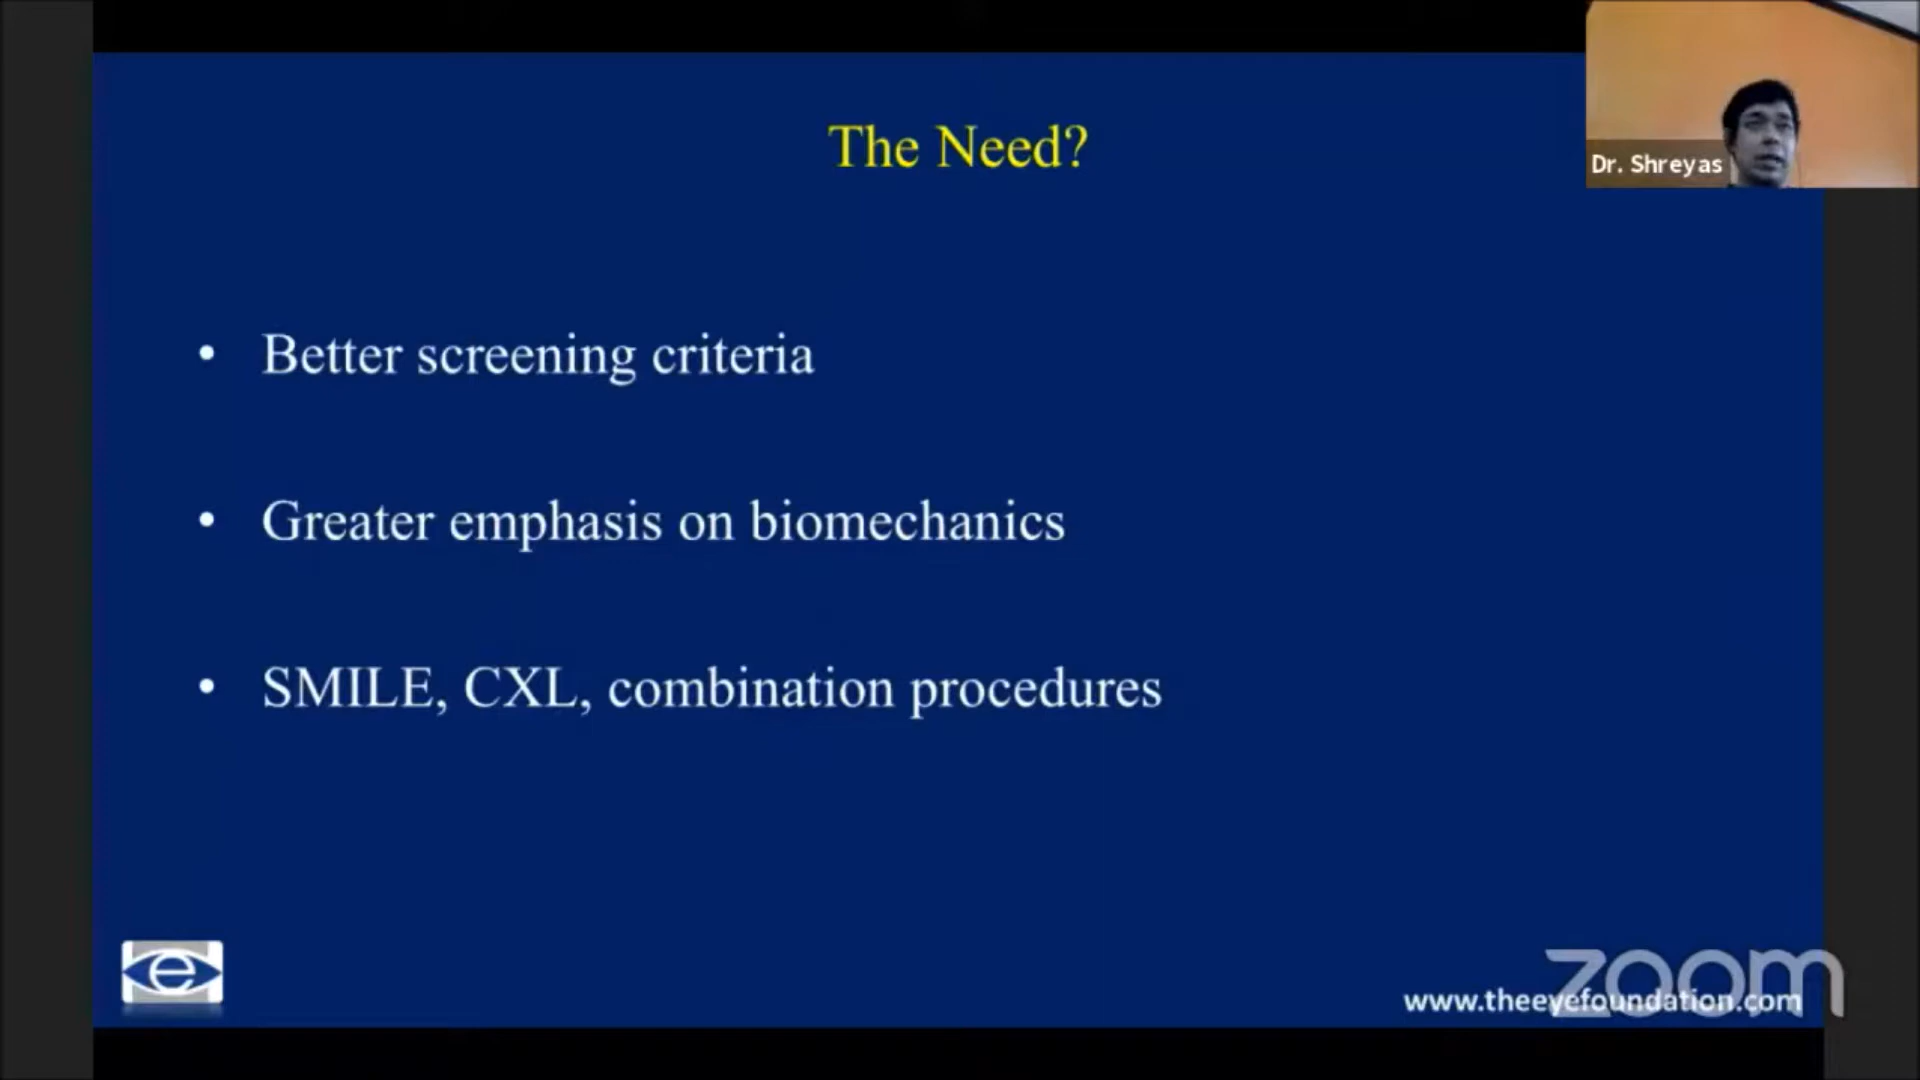 The Need?
Dr. Shreyas
• Better screening criteria
• Greater emphasis on biomechanics
• SMILE, CXL, combination procedures
e
www.theeyefoundation.com
zoom